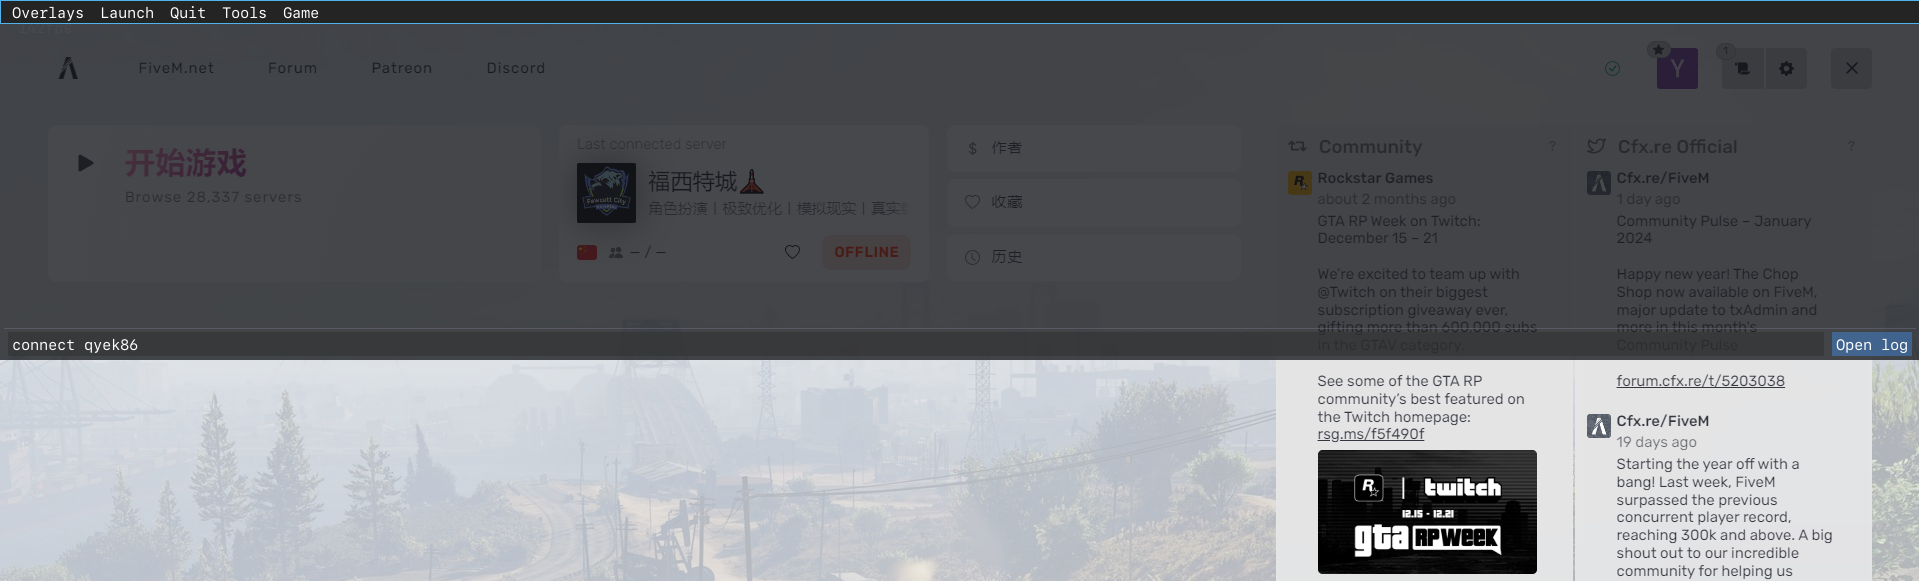 Overlays Launch Quit Tools Game
FiveM.net Forum Patreon Discord
Y
1
开始游戏
Browse 28,337 servers
Last connected server
Fawcutt City
福西特城
角色扮演丨极致优化丨模拟现实丨真实
– / –
OFFLINE
$ 作者
收藏
历史
Community ?
Rockstar Games
about 2 months ago
GTA RP Week on Twitch:
December 15 – 21
We're excited to team up with
@Twitch on their biggest
subscription giveaway ever,
gifting more than 600,000 subs
in the GTAV category.
See some of the GTA RP
community's best featured on
the Twitch homepage:
rsg.ms/f5f490f
R
twitch
12.15 - 12.21
gta RPWEEK
Cfx.re Official ?
Cfx.re/FiveM
1 day ago
Community Pulse – January
2024
Happy new year! The Chop
Shop now available on FiveM,
major update to txAdmin and
more in this month's
Community Pulse
forum.cfx.re/t/5203038
Cfx.re/FiveM
19 days ago
Starting the year off with a
bang! Last week, FiveM
surpassed the previous
concurrent player record,
reaching 300k and above. A big
shout out to our incredible
community for helping us
connect qyek86
Open log